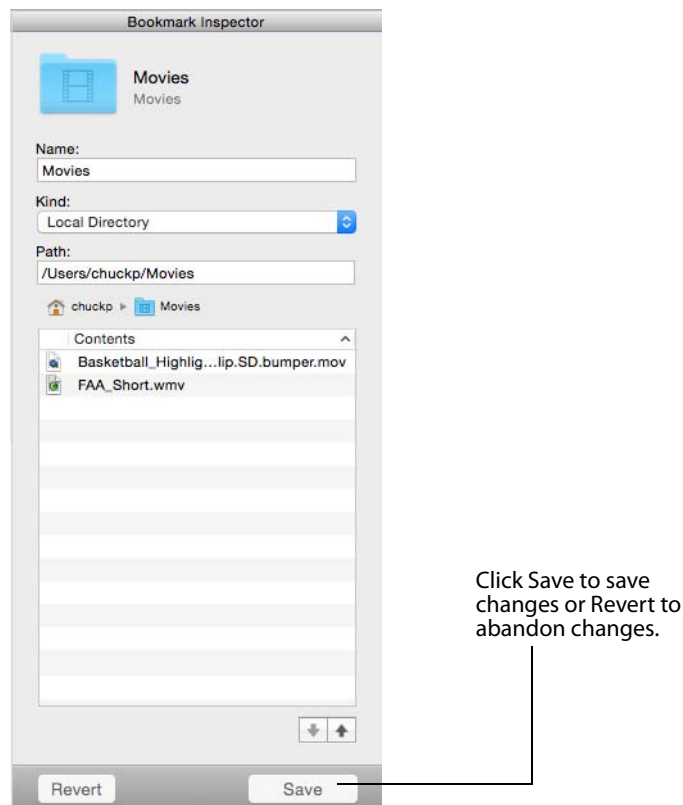 Bookmark Inspector
Movies
Movies
Name:
Movies
Kind:
Local Directory
Path:
/Users/chuckp/Movies
chuckp Movies
Contents
Basketball_Highlig...lip.SD.bumper.mov
FAA_Short.wmv
Click Save to save
changes or Revert to
abandon changes.
Revert Save